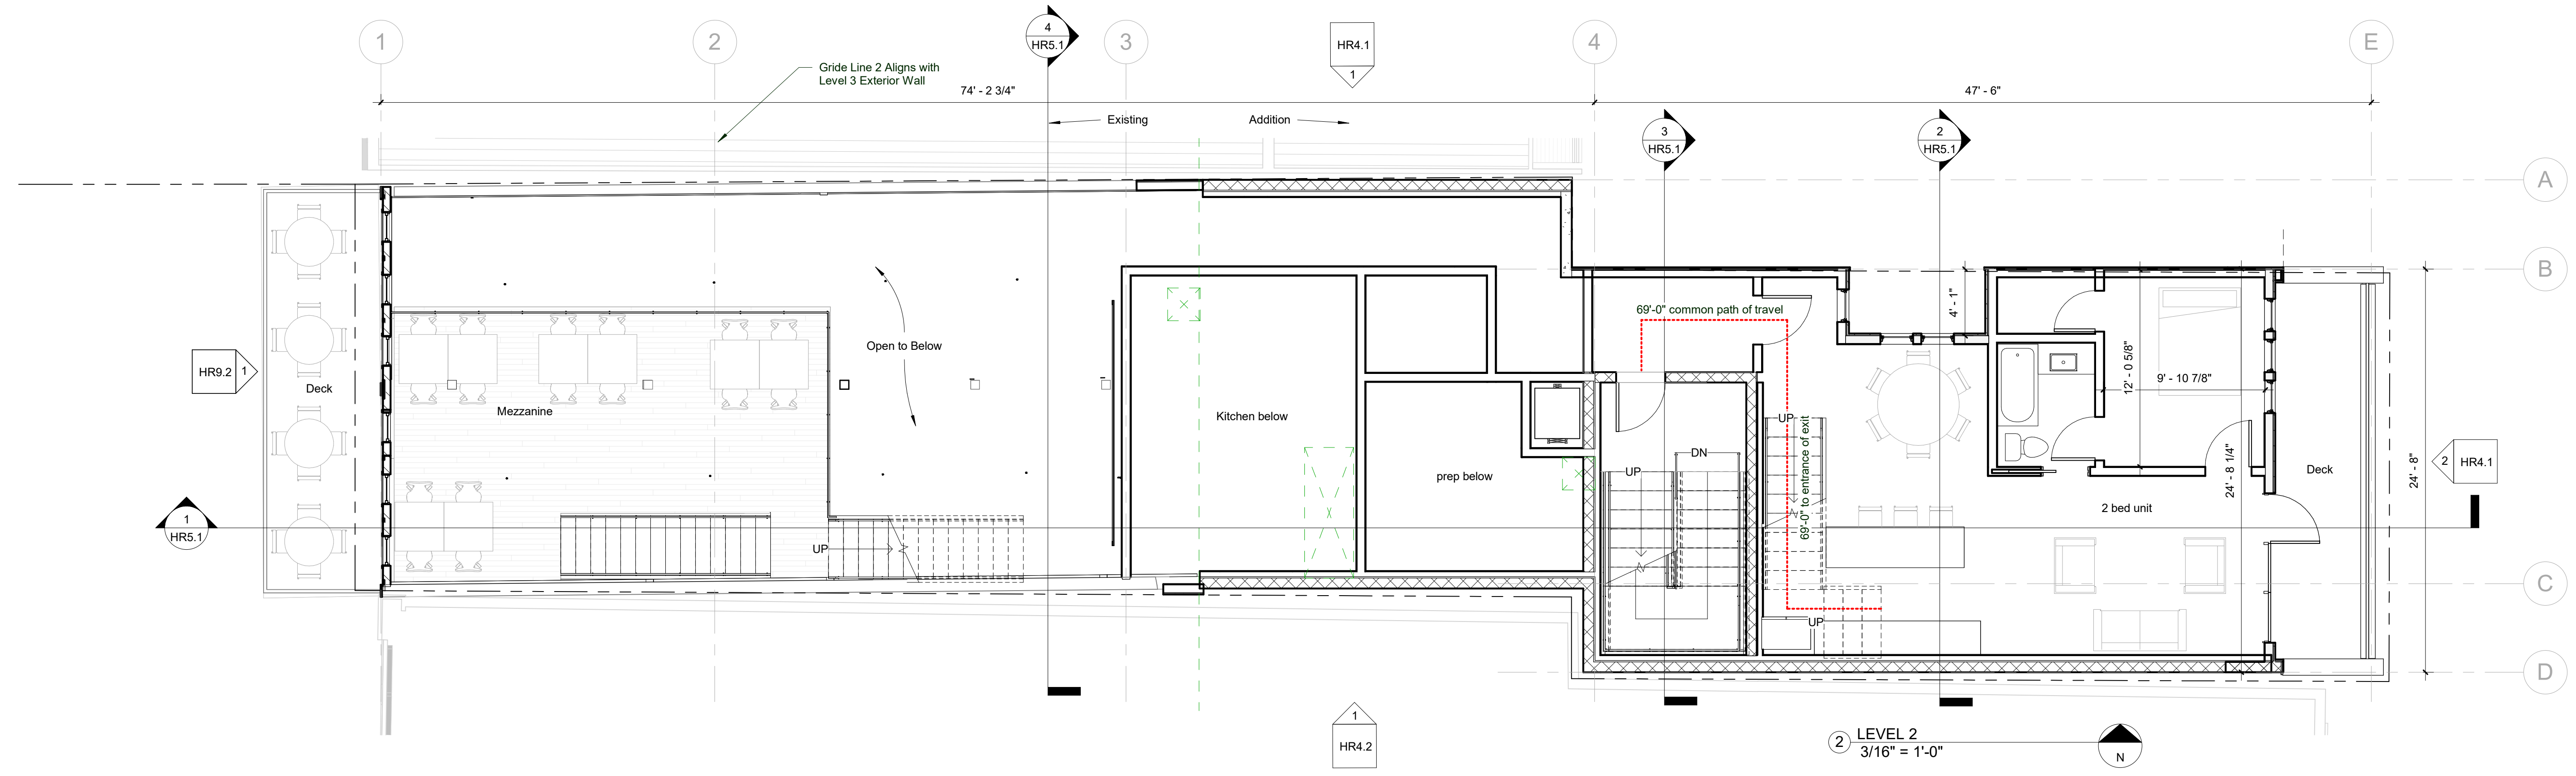 1
2
4
HR5.1
3
HR4.1
1
4
E
Gride Line 2 Aligns with
Level 3 Exterior Wall
74' - 2 3/4"
47' - 6"
Existing
Addition
3
HR5.1
2
HR5.1
A
B
69'-0" common path of travel
4' - 1"
Open to Below
HR9.2
1
Deck
Mezzanine
Kitchen below
12' - 0 5/8"
9' - 10 7/8"
UP
69'-0" to entrance of exit
DN
UP
prep below
24' - 8 1/4"
Deck
24' - 8"
2
HR4.1
2 bed unit
1
HR5.1
UP
C
UP
D
1
HR4.2
2
LEVEL 2
3/16" = 1'-0"
N